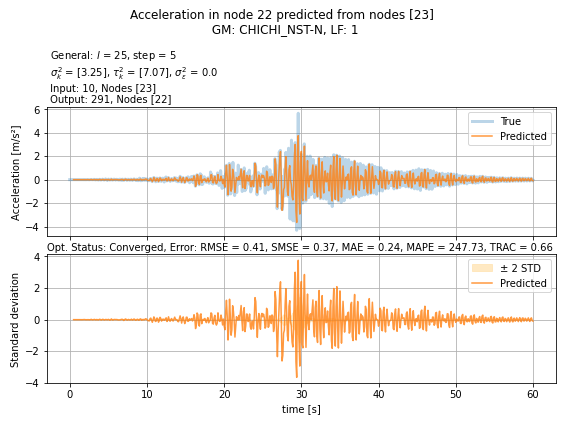 Acceleration in node 22 predicted from nodes [23]
GM: CHICHI_NST-N, LF: 1
General: l = 25, step = 5
σ²ₖ = [3.25], τ²ₖ = [7.07], σ²ε = 0.0
Input: 10, Nodes [23]
Output: 291, Nodes [22]
Acceleration [m/s²]
6
4
2
0
−2
−4
True
Predicted
Opt. Status: Converged, Error: RMSE = 0.41, SMSE = 0.37, MAE = 0.24, MAPE = 247.73, TRAC = 0.66
Standard deviation
4
2
0
−2
−4
± 2 STD
Predicted
0 10 20 30 40 50 60
time [s]